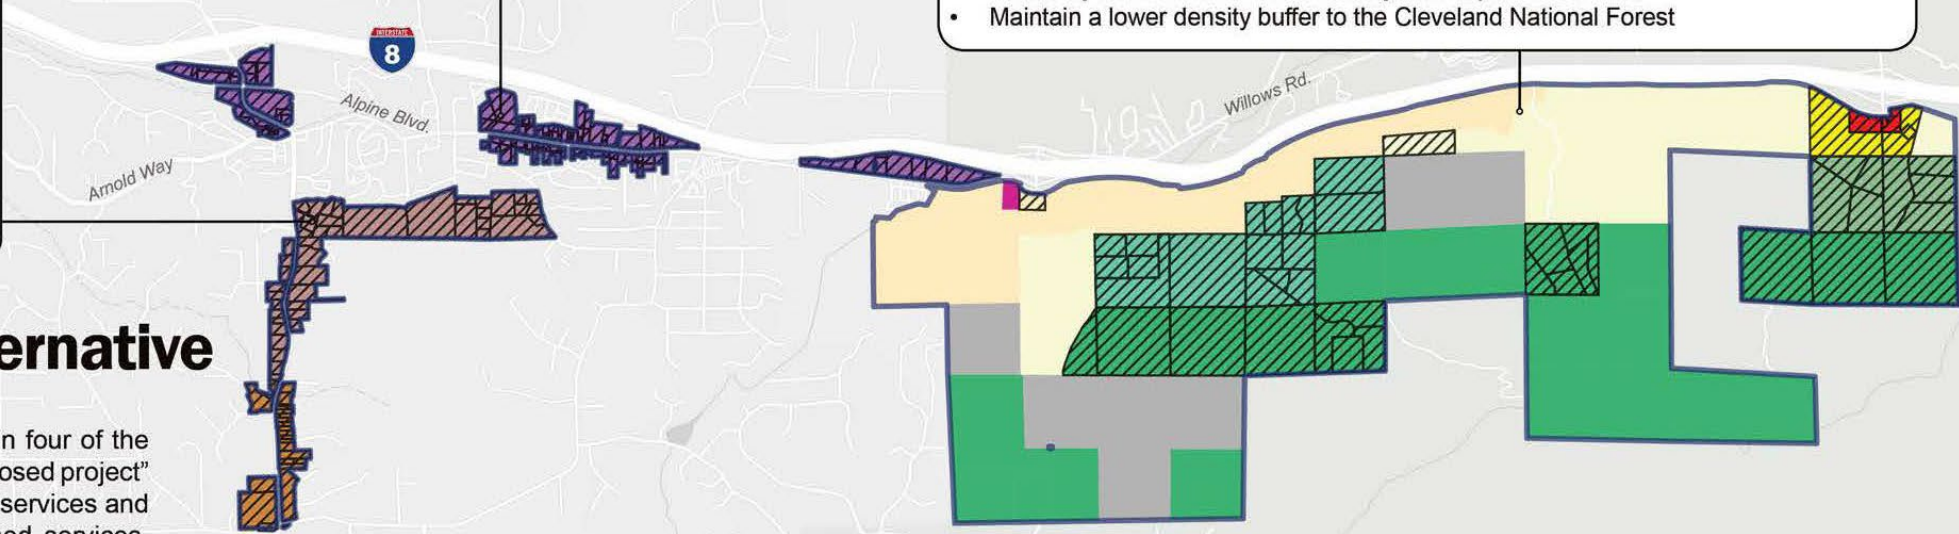 • Maintain a lower density buffer to the Cleveland National Forest
INTERSTATE
8
Willows Rd.
Alpine Blvd.
Arnold Way
ernative
n four of the
osed project”
services and